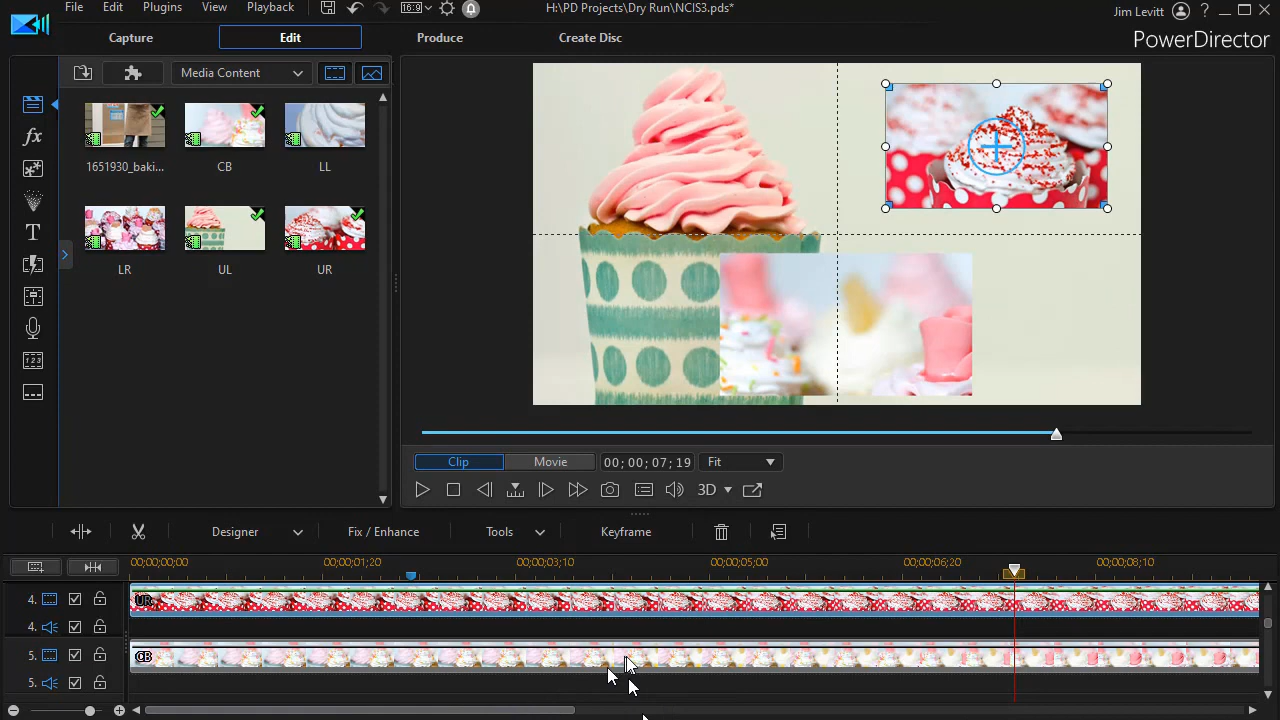 File Edit Plugins View Playback 16:9 H:\PD Projects\Dry Run\NCIS3.pds* Jim Levitt ?
Capture Edit Produce Create Disc PowerDirector
Media Content
1651930_baki... CB LL
LR UL UR
fx
T
Clip Movie 00;00;07;19 Fit
3D
Designer Fix / Enhance Tools Keyframe
00;00;00;00 00;00;01;20 00;00;03;10 00;00;05;00 00;00;06;20 00;00;08;10
4. UR
4.
5. CB
5.